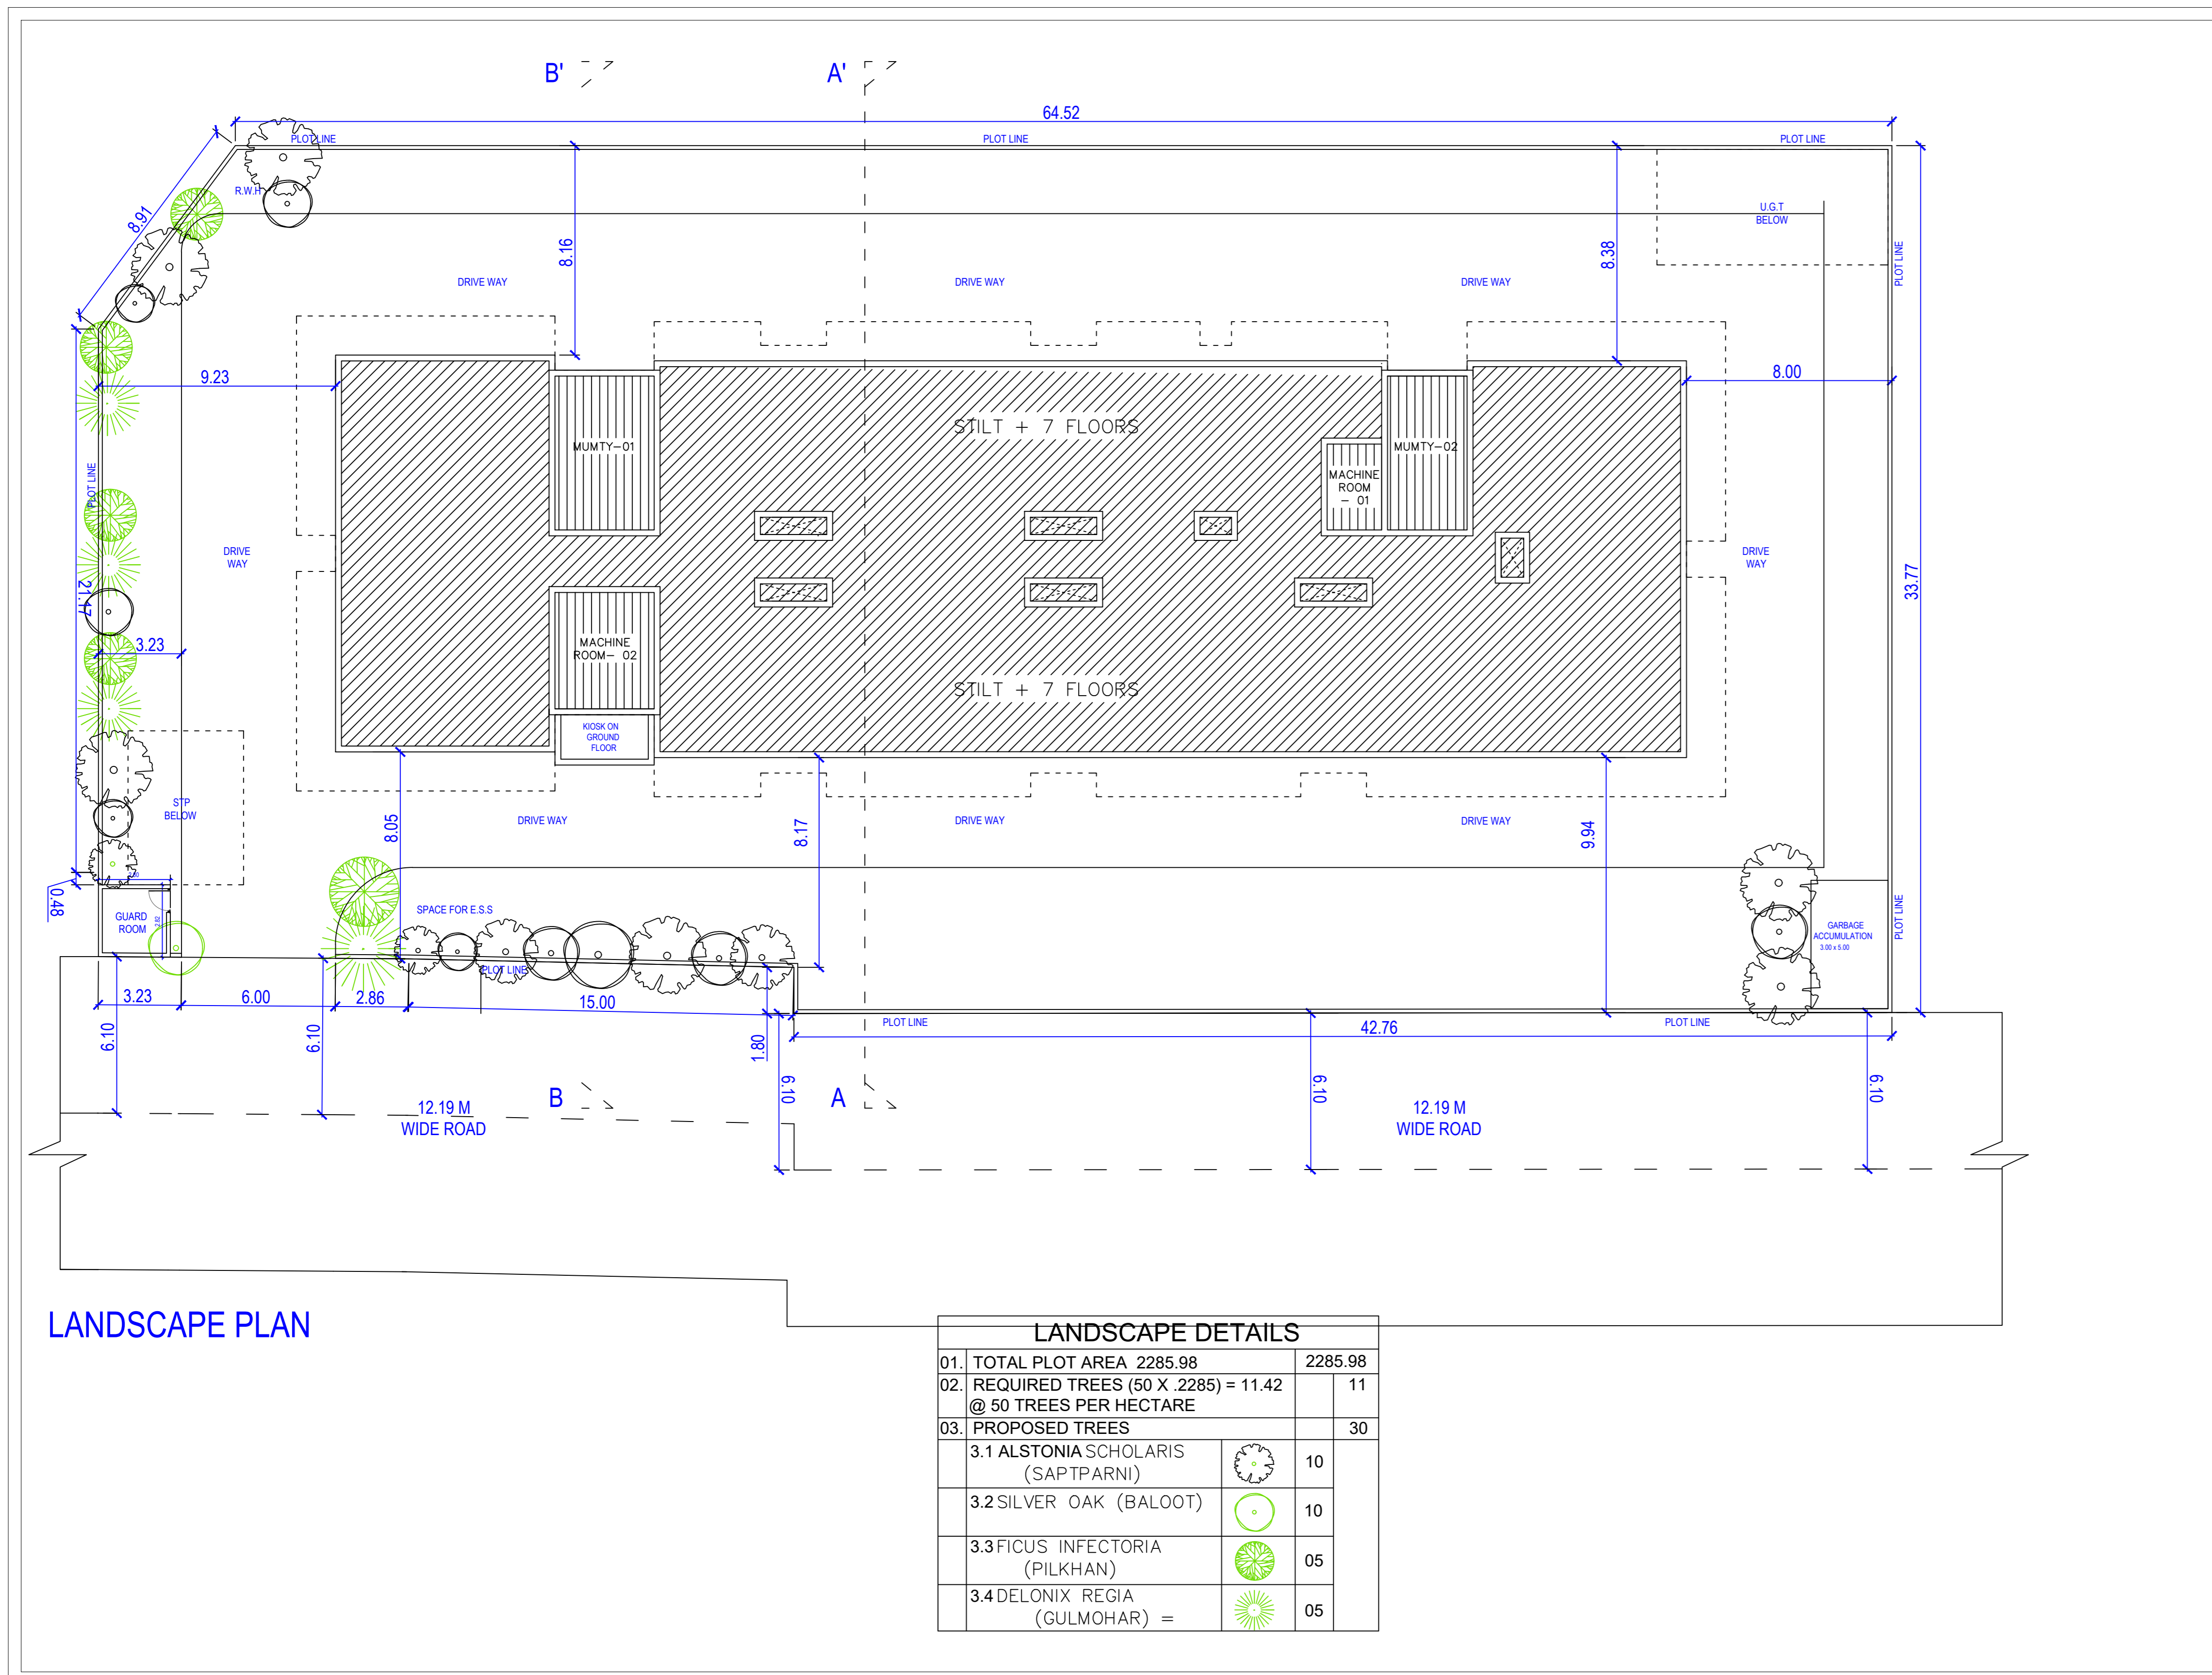 B'
A'
64.52
PLOT LINE
PLOT LINE
PLOT LINE
R.W.H
8.91
U.G.T
BELOW
8.16
8.38
PLOT LINE
DRIVE WAY
DRIVE WAY
DRIVE WAY
9.23
8.00
STILT + 7 FLOORS
MUMTY-01
MUMTY-02
MACHINE
ROOM
- 01
PLOT LINE
DRIVE
WAY
DRIVE
WAY
21.47
33.77
3.23
MACHINE
ROOM- 02
STILT + 7 FLOORS
KIOSK ON
GROUND
FLOOR
STP
BELOW
8.05
DRIVE WAY
8.17
DRIVE WAY
DRIVE WAY
9.94
0.48
GUARD
ROOM
2.82
SPACE FOR E.S.S
PLOT LINE
GARBAGE
ACCUMULATION
3.00 x 5.00
PLOT LINE
3.23
6.00
2.86
15.00
PLOT LINE
PLOT LINE
42.76
6.10
6.10
1.80
6.10
6.10
6.10
B
A
12.19 M
WIDE ROAD
12.19 M
WIDE ROAD
LANDSCAPE PLAN
LANDSCAPE DETAILS
01. TOTAL PLOT AREA 2285.98 2285.98
02. REQUIRED TREES (50 X .2285) = 11.42 11
@ 50 TREES PER HECTARE
03. PROPOSED TREES 30
3.1 ALSTONIA SCHOLARIS
(SAPTPARNI) 10
3.2 SILVER OAK (BALOOT) 10
3.3 FICUS INFECTORIA
(PILKHAN) 05
3.4 DELONIX REGIA
(GULMOHAR) = 05